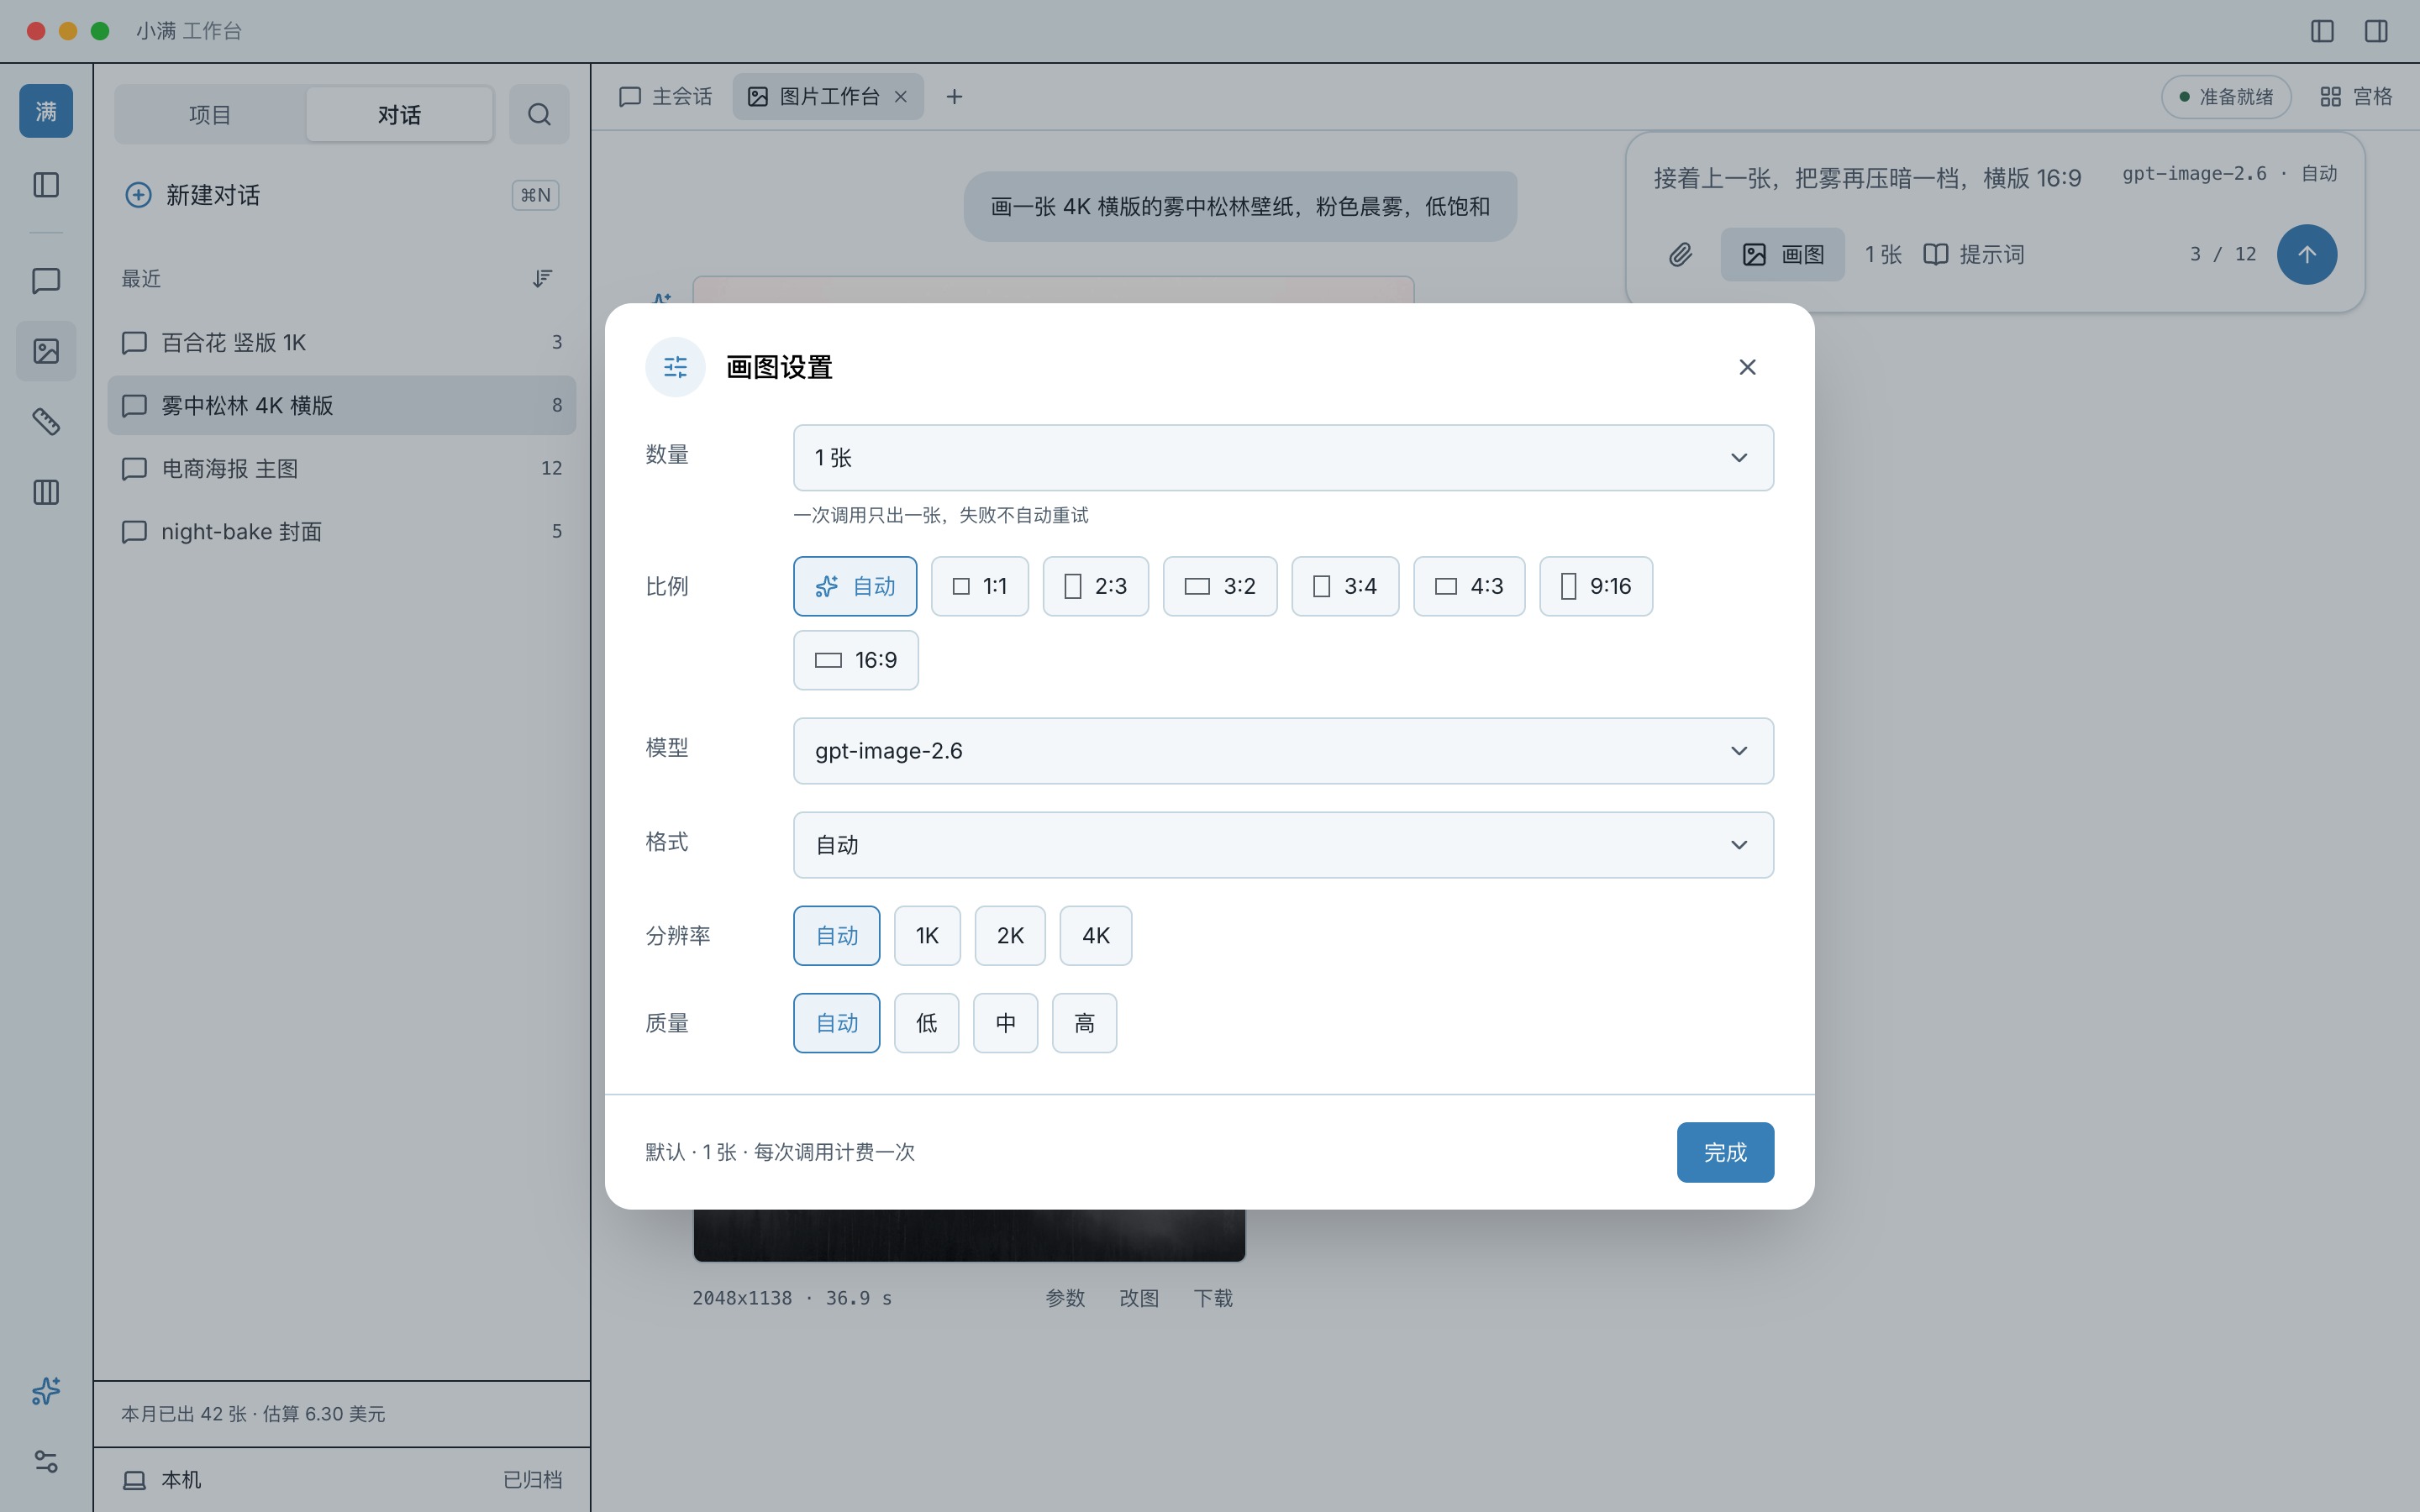 小满 工作台
满
项目
对话
新建对话
⌘N
最近
百合花 竖版 1K
3
雾中松林 4K 横版
8
电商海报 主图
12
night-bake 封面
5
本月已出 42 张 · 估算 6.30 美元
本机
已归档
主会话
图片工作台
准备就绪
宫格
画一张 4K 横版的雾中松林壁纸，粉色晨雾，低饱和
接着上一张，把雾再压暗一档，横版 16:9
gpt-image-2.6 · 自动
画图
1 张
提示词
3 / 12
画图设置
数量
1 张
一次调用只出一张，失败不自动重试
比例
自动
1:1
2:3
3:2
3:4
4:3
9:16
16:9
模型
gpt-image-2.6
格式
自动
分辨率
自动
1K
2K
4K
质量
自动
低
中
高
默认 · 1 张 · 每次调用计费一次
完成
2048x1138 · 36.9 s
参数
改图
下载